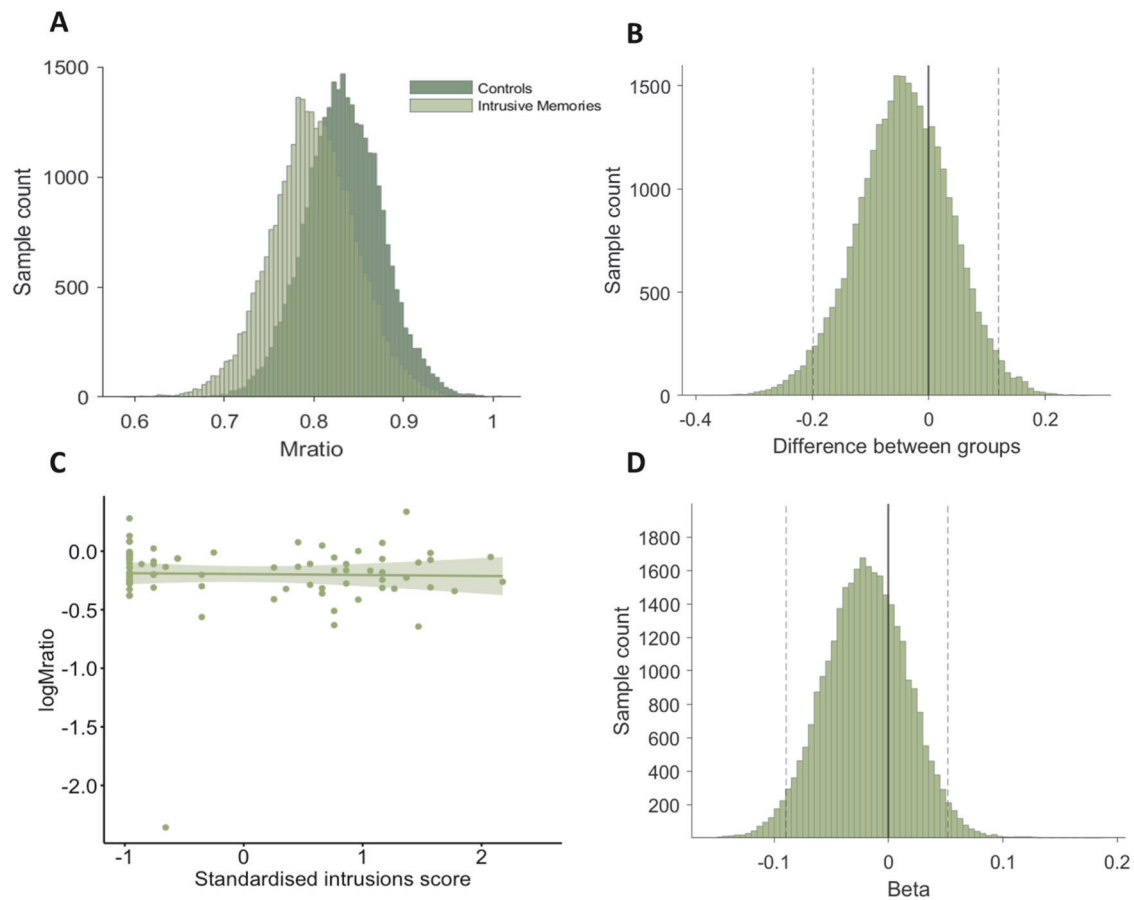 A
1500
1000
500
0
Sample count
0.6 0.7 0.8 0.9 1
Mratio
Controls
Intrusive Memories
B
1500
1000
500
0
Sample count
-0.4 -0.2 0 0.2
Difference between groups
C
0.0
-0.5
-1.0
-1.5
-2.0
logMratio
-1 0 1 2
Standardised intrusions score
D
1800
1600
1400
1200
1000
800
600
400
200
Sample count
-0.1 0 0.1 0.2
Beta